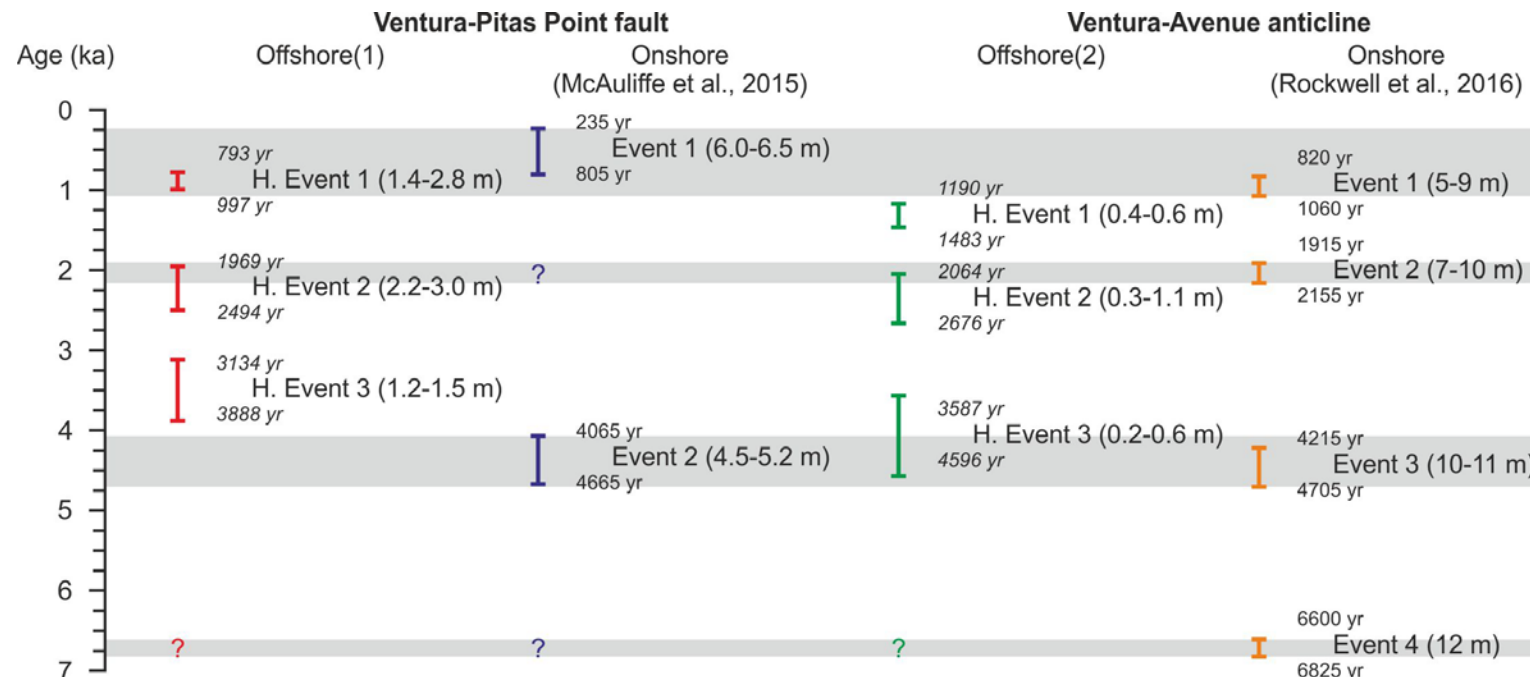 Ventura-Pitas Point fault
Ventura-Avenue anticline
Age (ka)
Offshore(1)
Onshore
(McAuliffe et al., 2015)
Offshore(2)
Onshore
(Rockwell et al., 2016)
0
1
2
3
4
5
6
7
793 yr
H. Event 1 (1.4-2.8 m)
997 yr
1969 yr
H. Event 2 (2.2-3.0 m)
2494 yr
3134 yr
H. Event 3 (1.2-1.5 m)
3888 yr
?
235 yr
Event 1 (6.0-6.5 m)
805 yr
?
4065 yr
Event 2 (4.5-5.2 m)
4665 yr
?
1190 yr
H. Event 1 (0.4-0.6 m)
1483 yr
2064 yr
H. Event 2 (0.3-1.1 m)
2676 yr
3587 yr
H. Event 3 (0.2-0.6 m)
4596 yr
?
820 yr
Event 1 (5-9 m)
1060 yr
1915 yr
Event 2 (7-10 m)
2155 yr
4215 yr
Event 3 (10-11 m)
4705 yr
6600 yr
Event 4 (12 m)
6825 yr